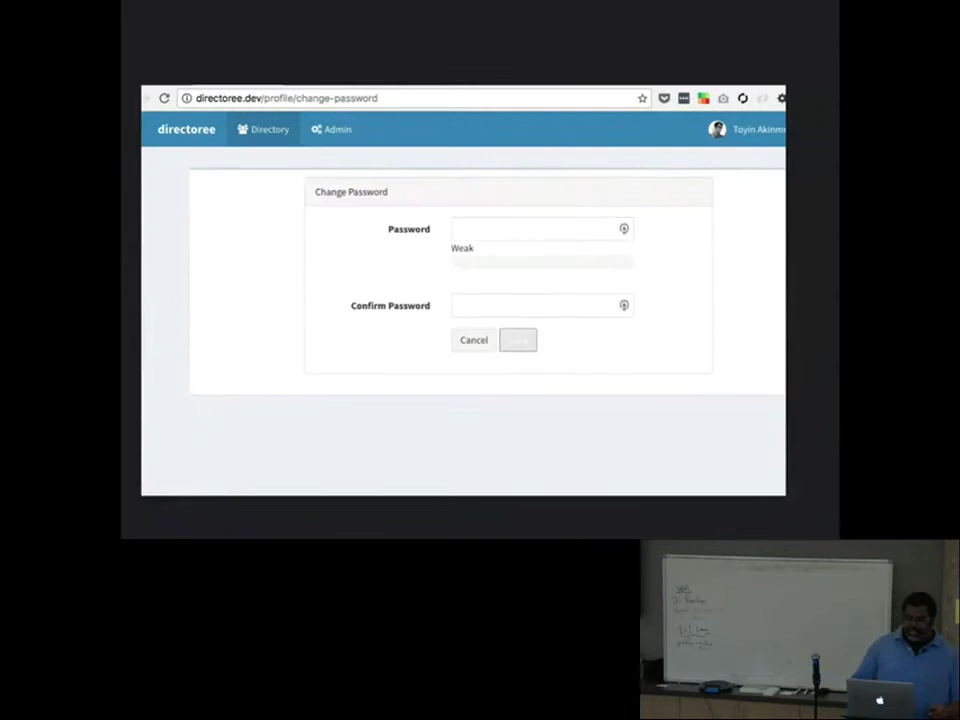 directoree.dev/profile/change-password
directoree Directory Admin Toyin Akinm
Change Password
Password
Weak
Confirm Password
Cancel